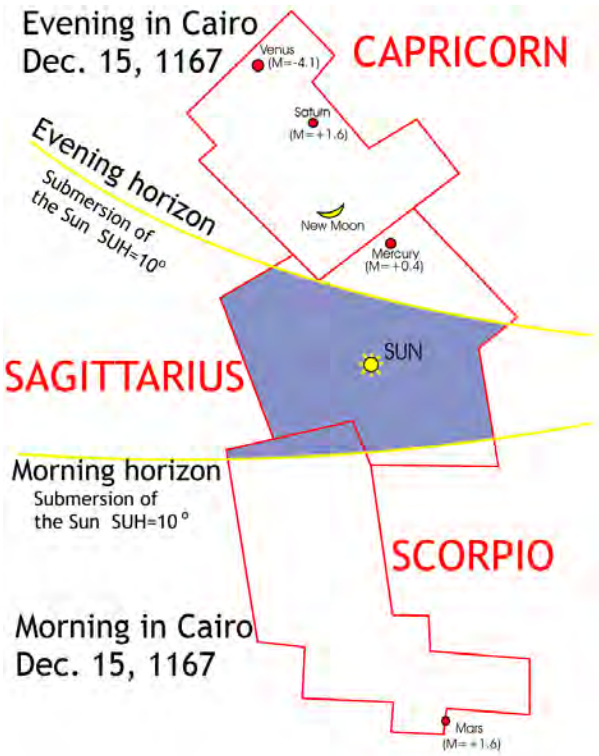 Evening in Cairo
Dec. 15, 1167
CAPRICORN
Venus
(M=-4.1)
Saturn
(M=+1.6)
Evening horizon
Submersion of
the Sun SUH=10°
New Moon
Mercury
(M=+0.4)
SUN
SAGITTARIUS
Morning horizon
Submersion of
the Sun SUH=10°
SCORPIO
Morning in Cairo
Dec. 15, 1167
Mars
(M=+1.6)